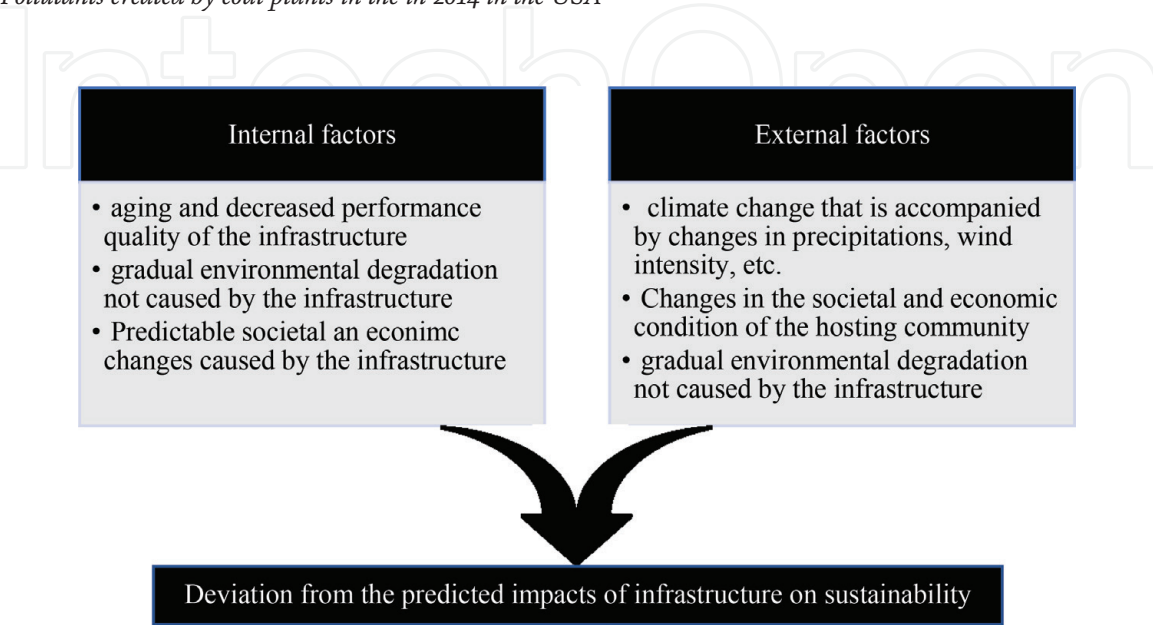 Pollutants created by coal plants in the in 2014 in the USA
IntechOpen
Internal factors
• aging and decreased performance
quality of the infrastructure
• gradual environmental degradation
not caused by the infrastructure
• Predictable societal an econimc
changes caused by the infrastructure
External factors
• climate change that is accompanied
by changes in precipitations, wind
intensity, etc.
• Changes in the societal and economic
condition of the hosting community
• gradual environmental degradation
not caused by the infrastructure
Deviation from the predicted impacts of infrastructure on sustainability